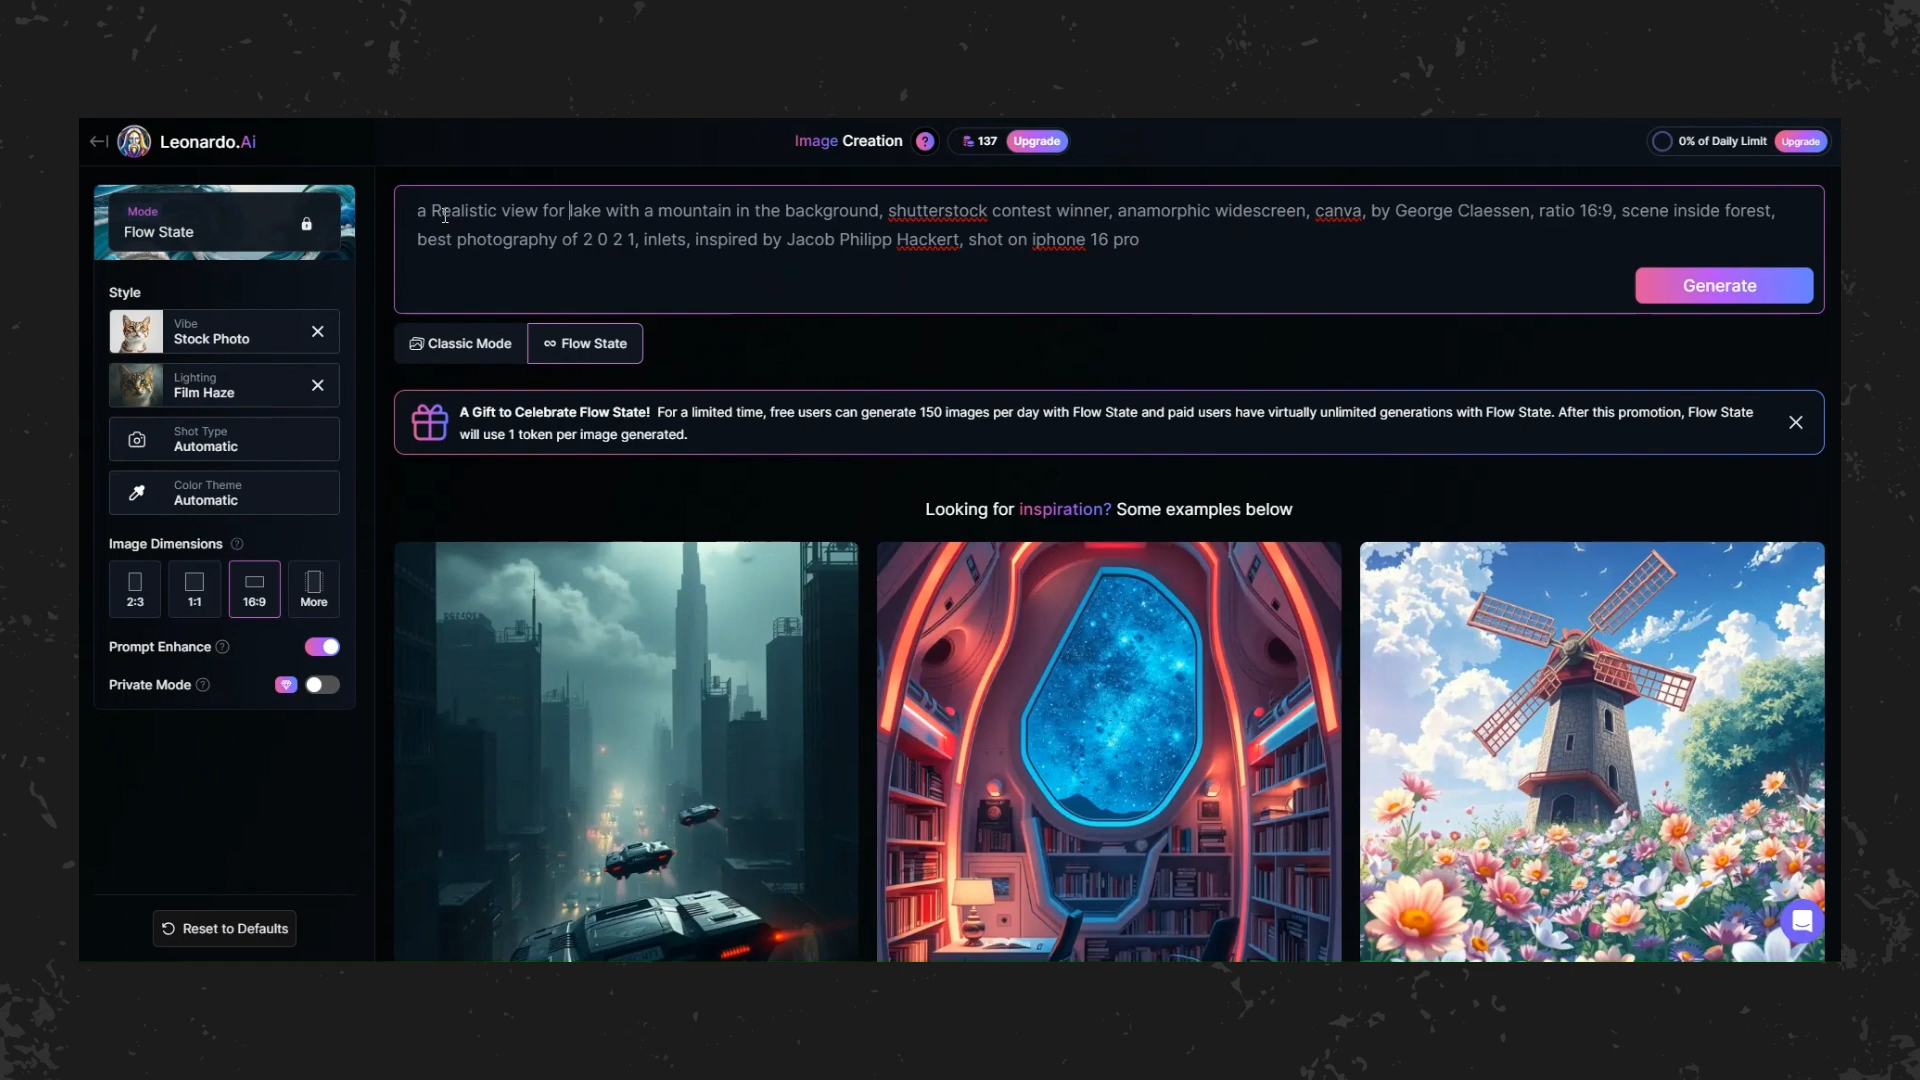 Leonardo.Ai
Image Creation ? 137 Upgrade
0% of Daily Limit Upgrade
Mode
Flow State
Style
Vibe
Stock Photo
Lighting
Film Haze
Shot Type
Automatic
Color Theme
Automatic
Image Dimensions ?
2:3 1:1 16:9 More
Prompt Enhance ?
Private Mode ?
Reset to Defaults
a Realistic view for lake with a mountain in the background, shutterstock contest winner, anamorphic widescreen, canva, by George Claessen, ratio 16:9, scene inside forest,
best photography of 2 0 2 1, inlets, inspired by Jacob Philipp Hackert, shot on iphone 16 pro
Generate
Classic Mode Flow State
A Gift to Celebrate Flow State! For a limited time, free users can generate 150 images per day with Flow State and paid users have virtually unlimited generations with Flow State. After this promotion, Flow State
will use 1 token per image generated.
Looking for inspiration? Some examples below